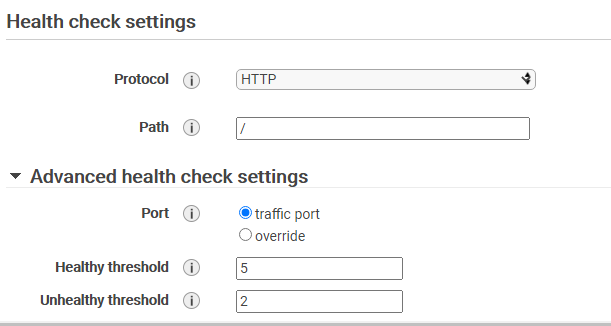 Health check settings
Protocol i HTTP
Path i /
Advanced health check settings
Port i traffic port
override
Healthy threshold i 5
Unhealthy threshold i 2